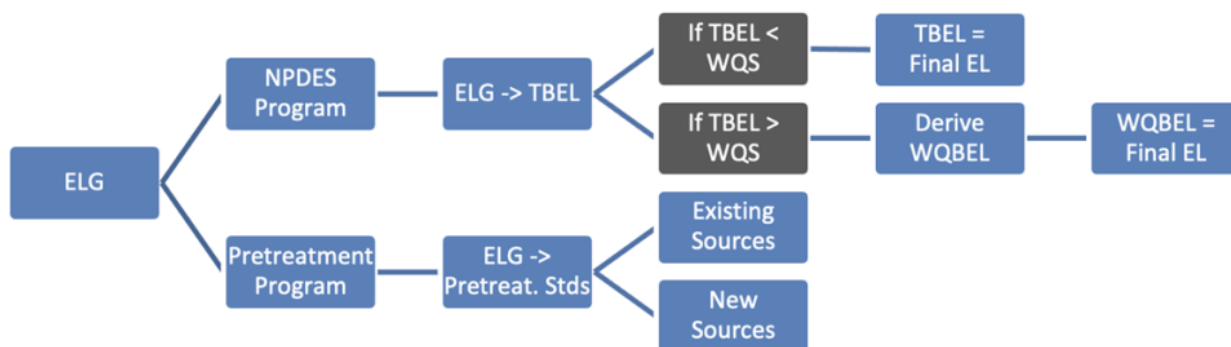 ELG
NPDES
Program
ELG -> TBEL
If TBEL <
WQS
TBEL =
Final EL
If TBEL >
WQS
Derive
WQBEL
WQBEL =
Final EL
Pretreatment
Program
ELG ->
Pretreat. Stds
Existing
Sources
New
Sources